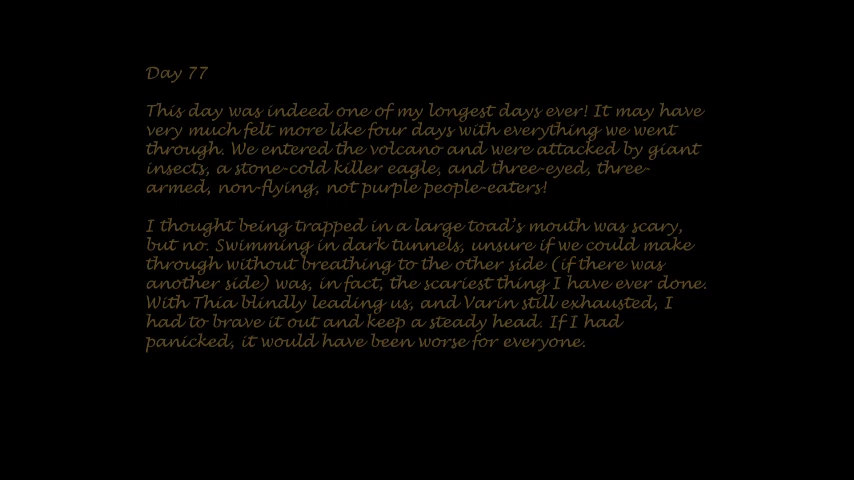 Day 77
This day was indeed one of my longest days ever! It may have
very much felt more like four days with everything we went
through. We entered the volcano and were attacked by giant
insects, a stone-cold killer eagle, and three-eyed, three-
armed, non-flying, not purple people-eaters!
I thought being trapped in a large toad's mouth was scary,
but no. Swimming in dark tunnels, unsure if we could make
through without breathing to the other side (if there was
another side) was, in fact, the scariest thing I have ever done.
With Thia blindly leading us, and Varin still exhausted, I
had to brave it out and keep a steady head. If I had
panicked, it would have been worse for everyone.